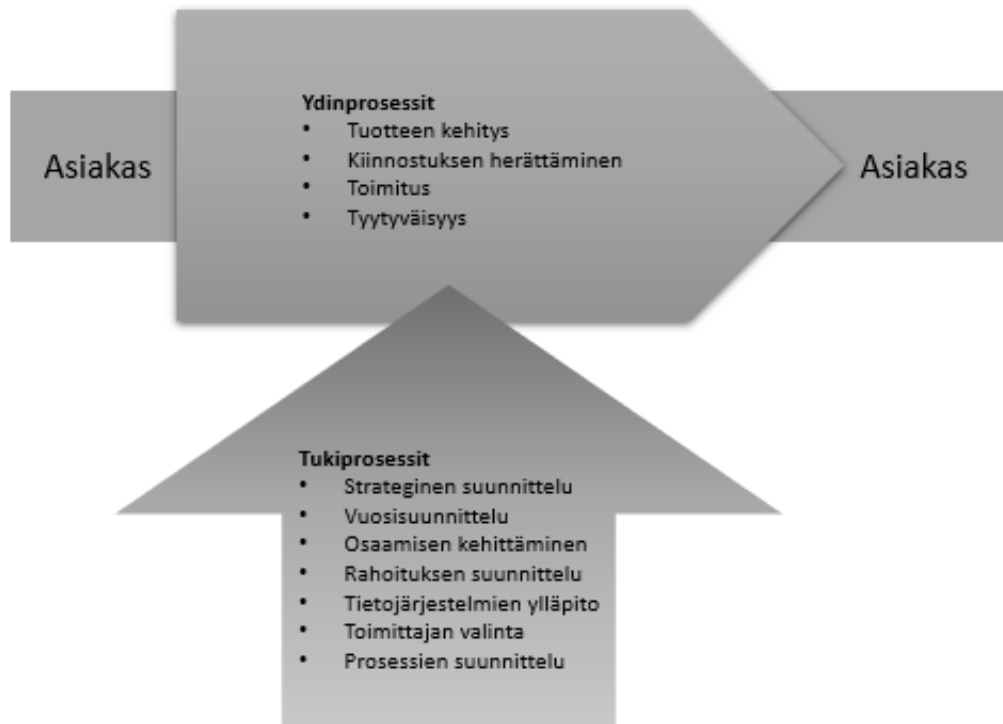 Ydinprosessit
• Tuotteen kehitys
• Kiinnostuksen herättäminen
• Toimitus
• Tyytyväisyys
Asiakas
Asiakas
Tukiprosessit
• Strateginen suunnittelu
• Vuosisuunnittelu
• Osaamisen kehittäminen
• Rahoituksen suunnittelu
• Tietojärjestelmien ylläpito
• Toimittajan valinta
• Prosessien suunnittelu